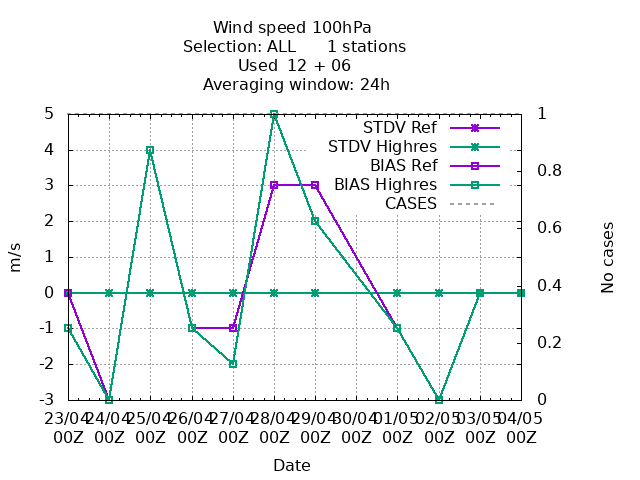 Wind speed 100hPa
Selection: ALL 1 stations
Used 12 + 06
Averaging window: 24h
STDV Ref
STDV Highres
BIAS Ref
BIAS Highres
CASES
5
4
3
2
1
0
-1
-2
-3
m/s
1
0.8
0.6
0.4
0.2
0
No cases
23/04 24/04 25/04 26/04 27/04 28/04 29/04 30/04 01/05 02/05 03/05 04/05
00Z 00Z 00Z 00Z 00Z 00Z 00Z 00Z 00Z 00Z 00Z 00Z
Date